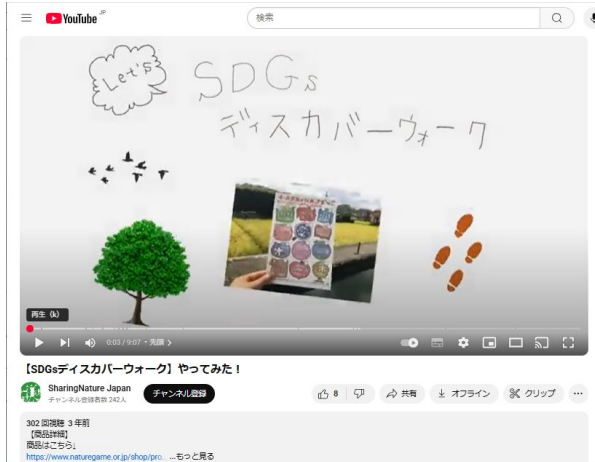 YouTube JP
検索
Let's
SDGs
ディスカバーウォーク
再生 (k)
0:03 / 9:07・先頭 >
【SDGsディスカバーウォーク】やってみた！
SharingNature Japan
チャンネル登録者数 242人
チャンネル登録
8
共有
オフライン
クリップ
302 回視聴 3 年前
【商品詳細】
商品はこちら↓
https://www.naturegame.or.jp/shop/pro... ...もっと見る